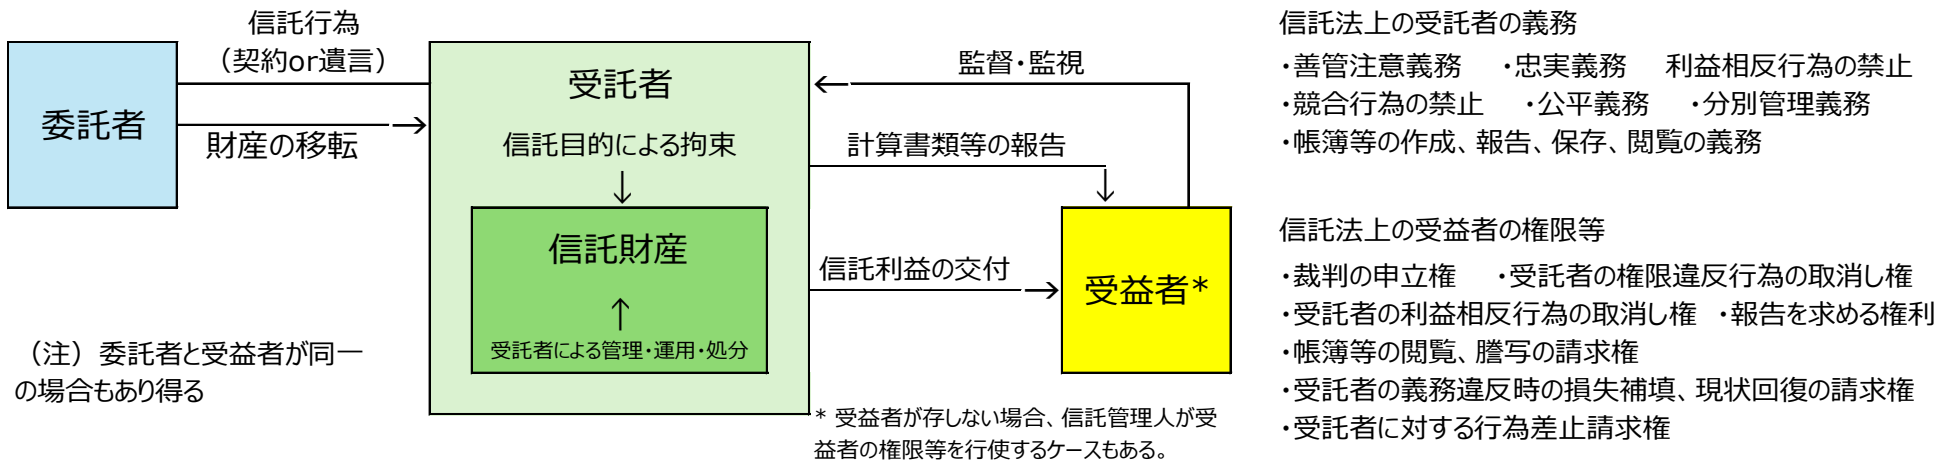 信託行為
（契約or遺言）
委託者
財産の移転
（注）委託者と受益者が同一
の場合もあり得る
受託者
信託目的による拘束
↓
信託財産
↑
受託者による管理・運用・処分
監督・監視
計算書類等の報告
信託利益の交付
受益者*
* 受益者が存しない場合、信託管理人が受
益者の権限等を行使するケースもある。
信託法上の受託者の義務
・善管注意義務　・忠実義務　利益相反行為の禁止
・競合行為の禁止　・公平義務　・分別管理義務
・帳簿等の作成、報告、保存、閲覧の義務
信託法上の受益者の権限等
・裁判の申立権　・受託者の権限違反行為の取消し権
・受託者の利益相反行為の取消し権　・報告を求める権利
・帳簿等の閲覧、謄写の請求権
・受託者の義務違反時の損失補填、現状回復の請求権
・受託者に対する行為差止請求権